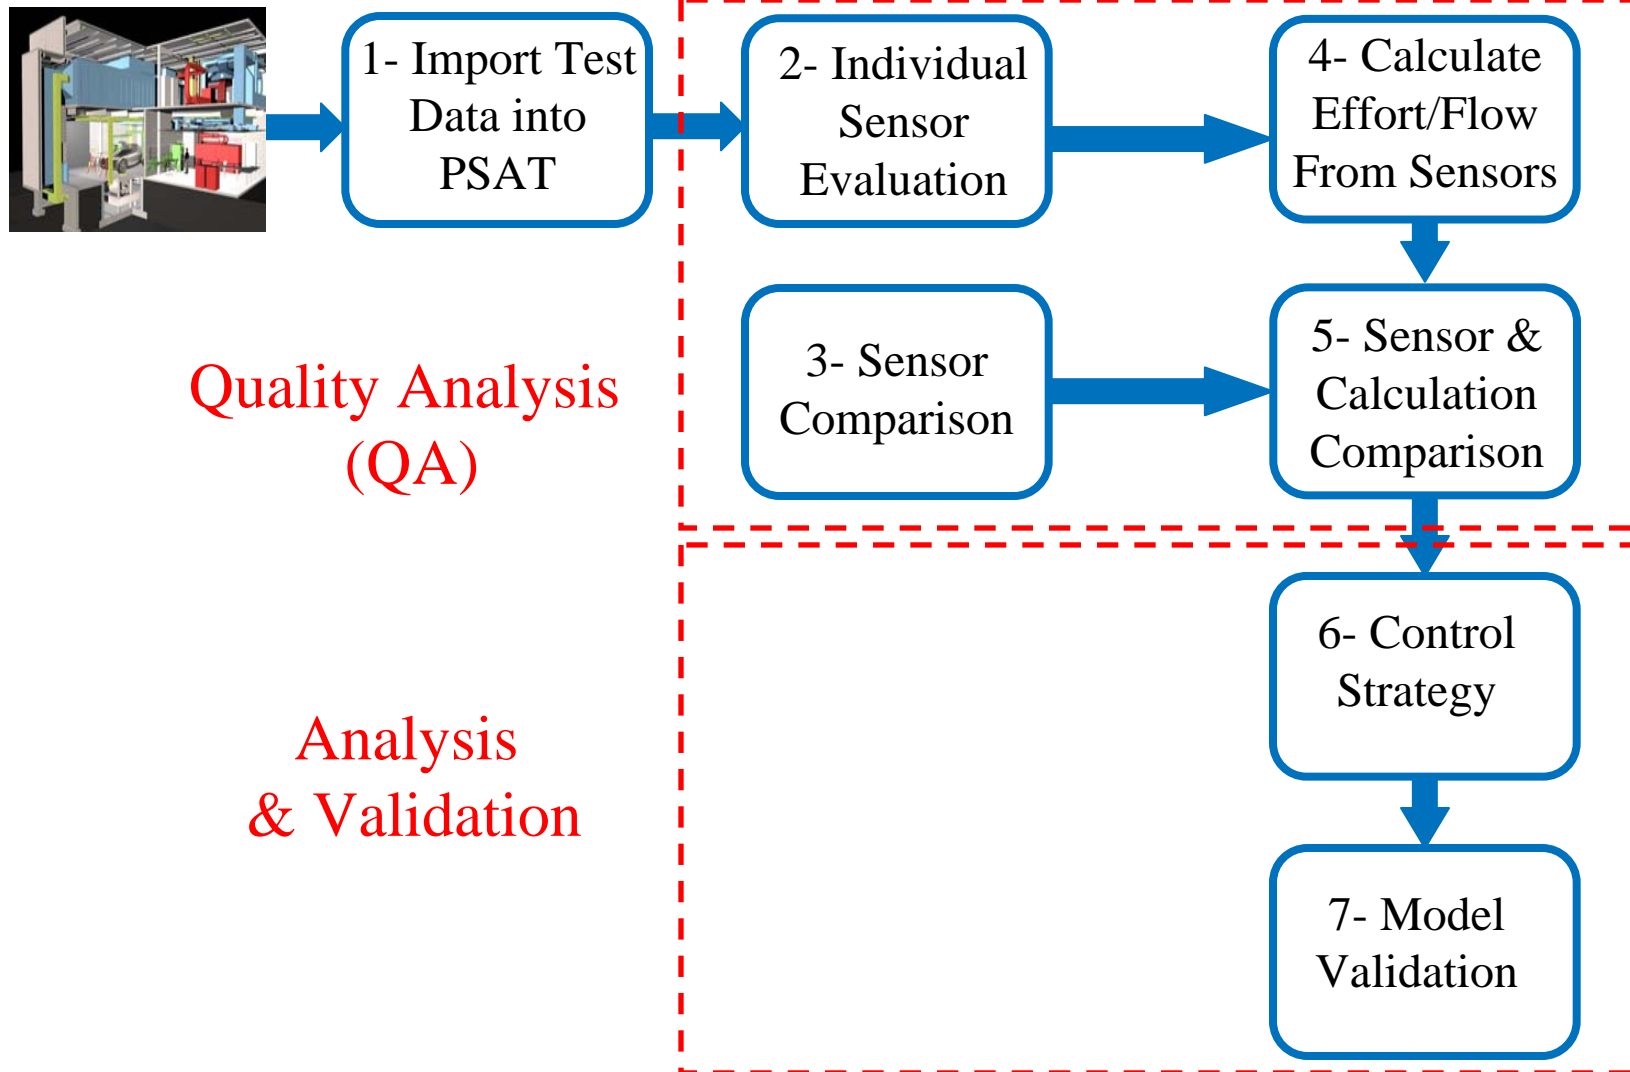 1- Import Test
Data into
PSAT
2- Individual
Sensor
Evaluation
4- Calculate
Effort/Flow
From Sensors
Quality Analysis
(QA)
3- Sensor
Comparison
5- Sensor &
Calculation
Comparison
Analysis
& Validation
6- Control
Strategy
7- Model
Validation